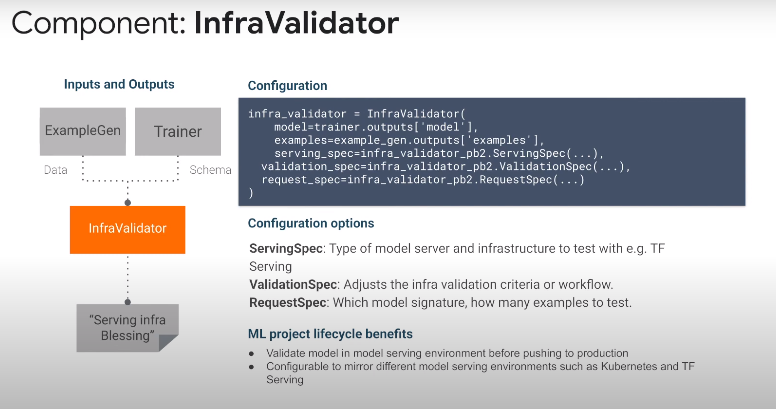 Component: InfraValidator
Inputs and Outputs
ExampleGen
Trainer
Data
Schema
InfraValidator
“Serving infra
Blessing”
Configuration
infra_validator = InfraValidator(
    model=trainer.outputs['model'],
    examples=example_gen.outputs['examples'],
    serving_spec=infra_validator_pb2.ServingSpec(...),
  validation_spec=infra_validator_pb2.ValidationSpec(...),
  request_spec=infra_validator_pb2.RequestSpec(...)
)
Configuration options
ServingSpec: Type of model server and infrastructure to test with e.g. TF
Serving
ValidationSpec: Adjusts the infra validation criteria or workflow.
RequestSpec: Which model signature, how many examples to test.
ML project lifecycle benefits
● Validate model in model serving environment before pushing to production
● Configurable to mirror different model serving environments such as Kubernetes and TF
Serving